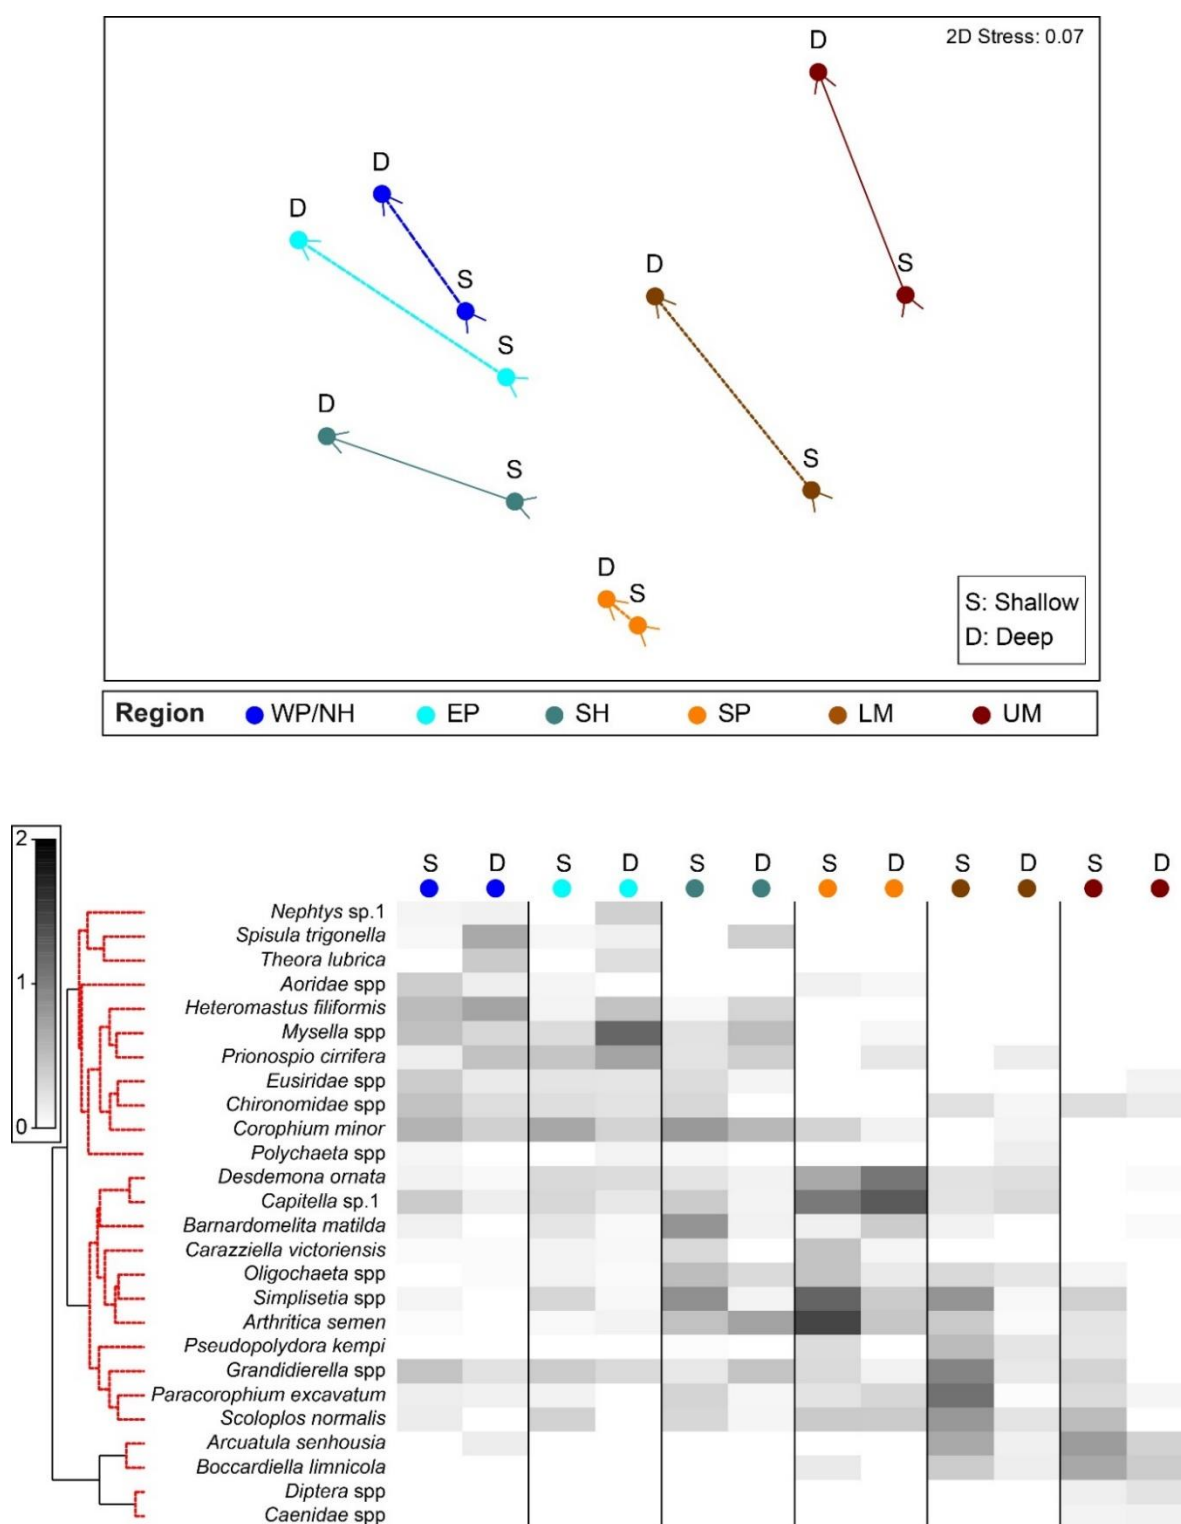 2D Stress: 0.07
D
D
D
S
D
S
S
D
D
S
S
S
D
S
S: Shallow
D: Deep
Region WP/NH EP SH SP LM UM
2
1
0
S D S D S D S D S D S D
Nephtys sp.1
Spisula trigonella
Theora lubrica
Aoridae spp
Heteromastus filiformis
Mysella spp
Prionospio cirrifera
Eusiridae spp
Chironomidae spp
Corophium minor
Polychaeta spp
Desdemona ornata
Capitella sp.1
Barnardomelita matilda
Carazziella victoriensis
Oligochaeta spp
Simplisetia spp
Arthritica semen
Pseudopolydora kempi
Grandidierella spp
Paracorophium excavatum
Scoloplos normalis
Arcuatula senhousia
Boccardiella limnicola
Diptera spp
Caenidae spp